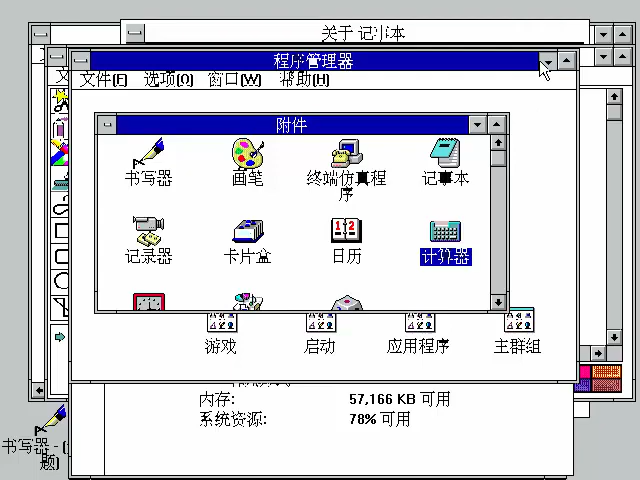 关于 记事本
程序管理器
文件(F) 选项(O) 窗口(W) 帮助(H)
附件
书写器 画笔 终端仿真程序 记事本
记录器 卡片盒 日历 计算器
游戏 启动 应用程序 主群组
内存: 57,166 KB 可用
系统资源: 78% 可用
书写器 - (
题)